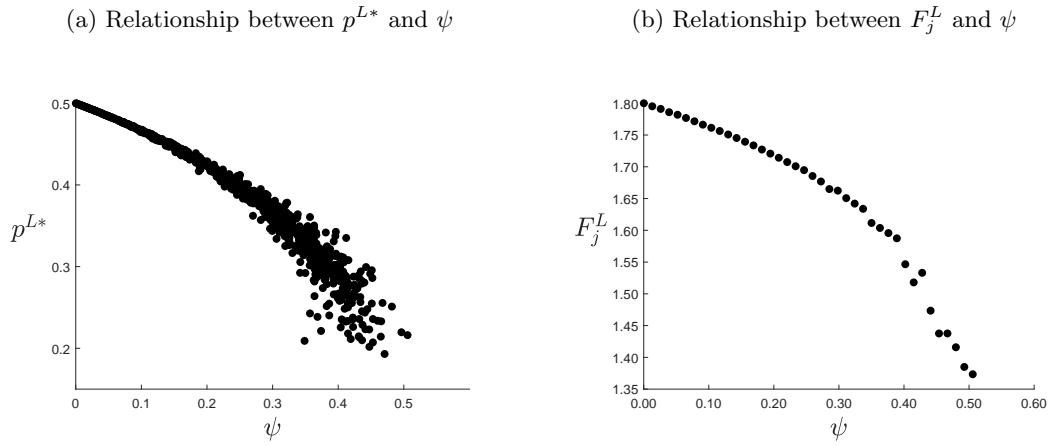 (a) Relationship between p^{L*} and ψ
0.5
0.4
p^{L*}
0.3
0.2
0 0.1 0.2 0.3 0.4 0.5
ψ
(b) Relationship between F_j^L and ψ
1.80
1.75
1.70
1.65
F_j^L
1.60
1.55
1.50
1.45
1.40
1.35
0.00 0.10 0.20 0.30 0.40 0.50 0.60
ψ